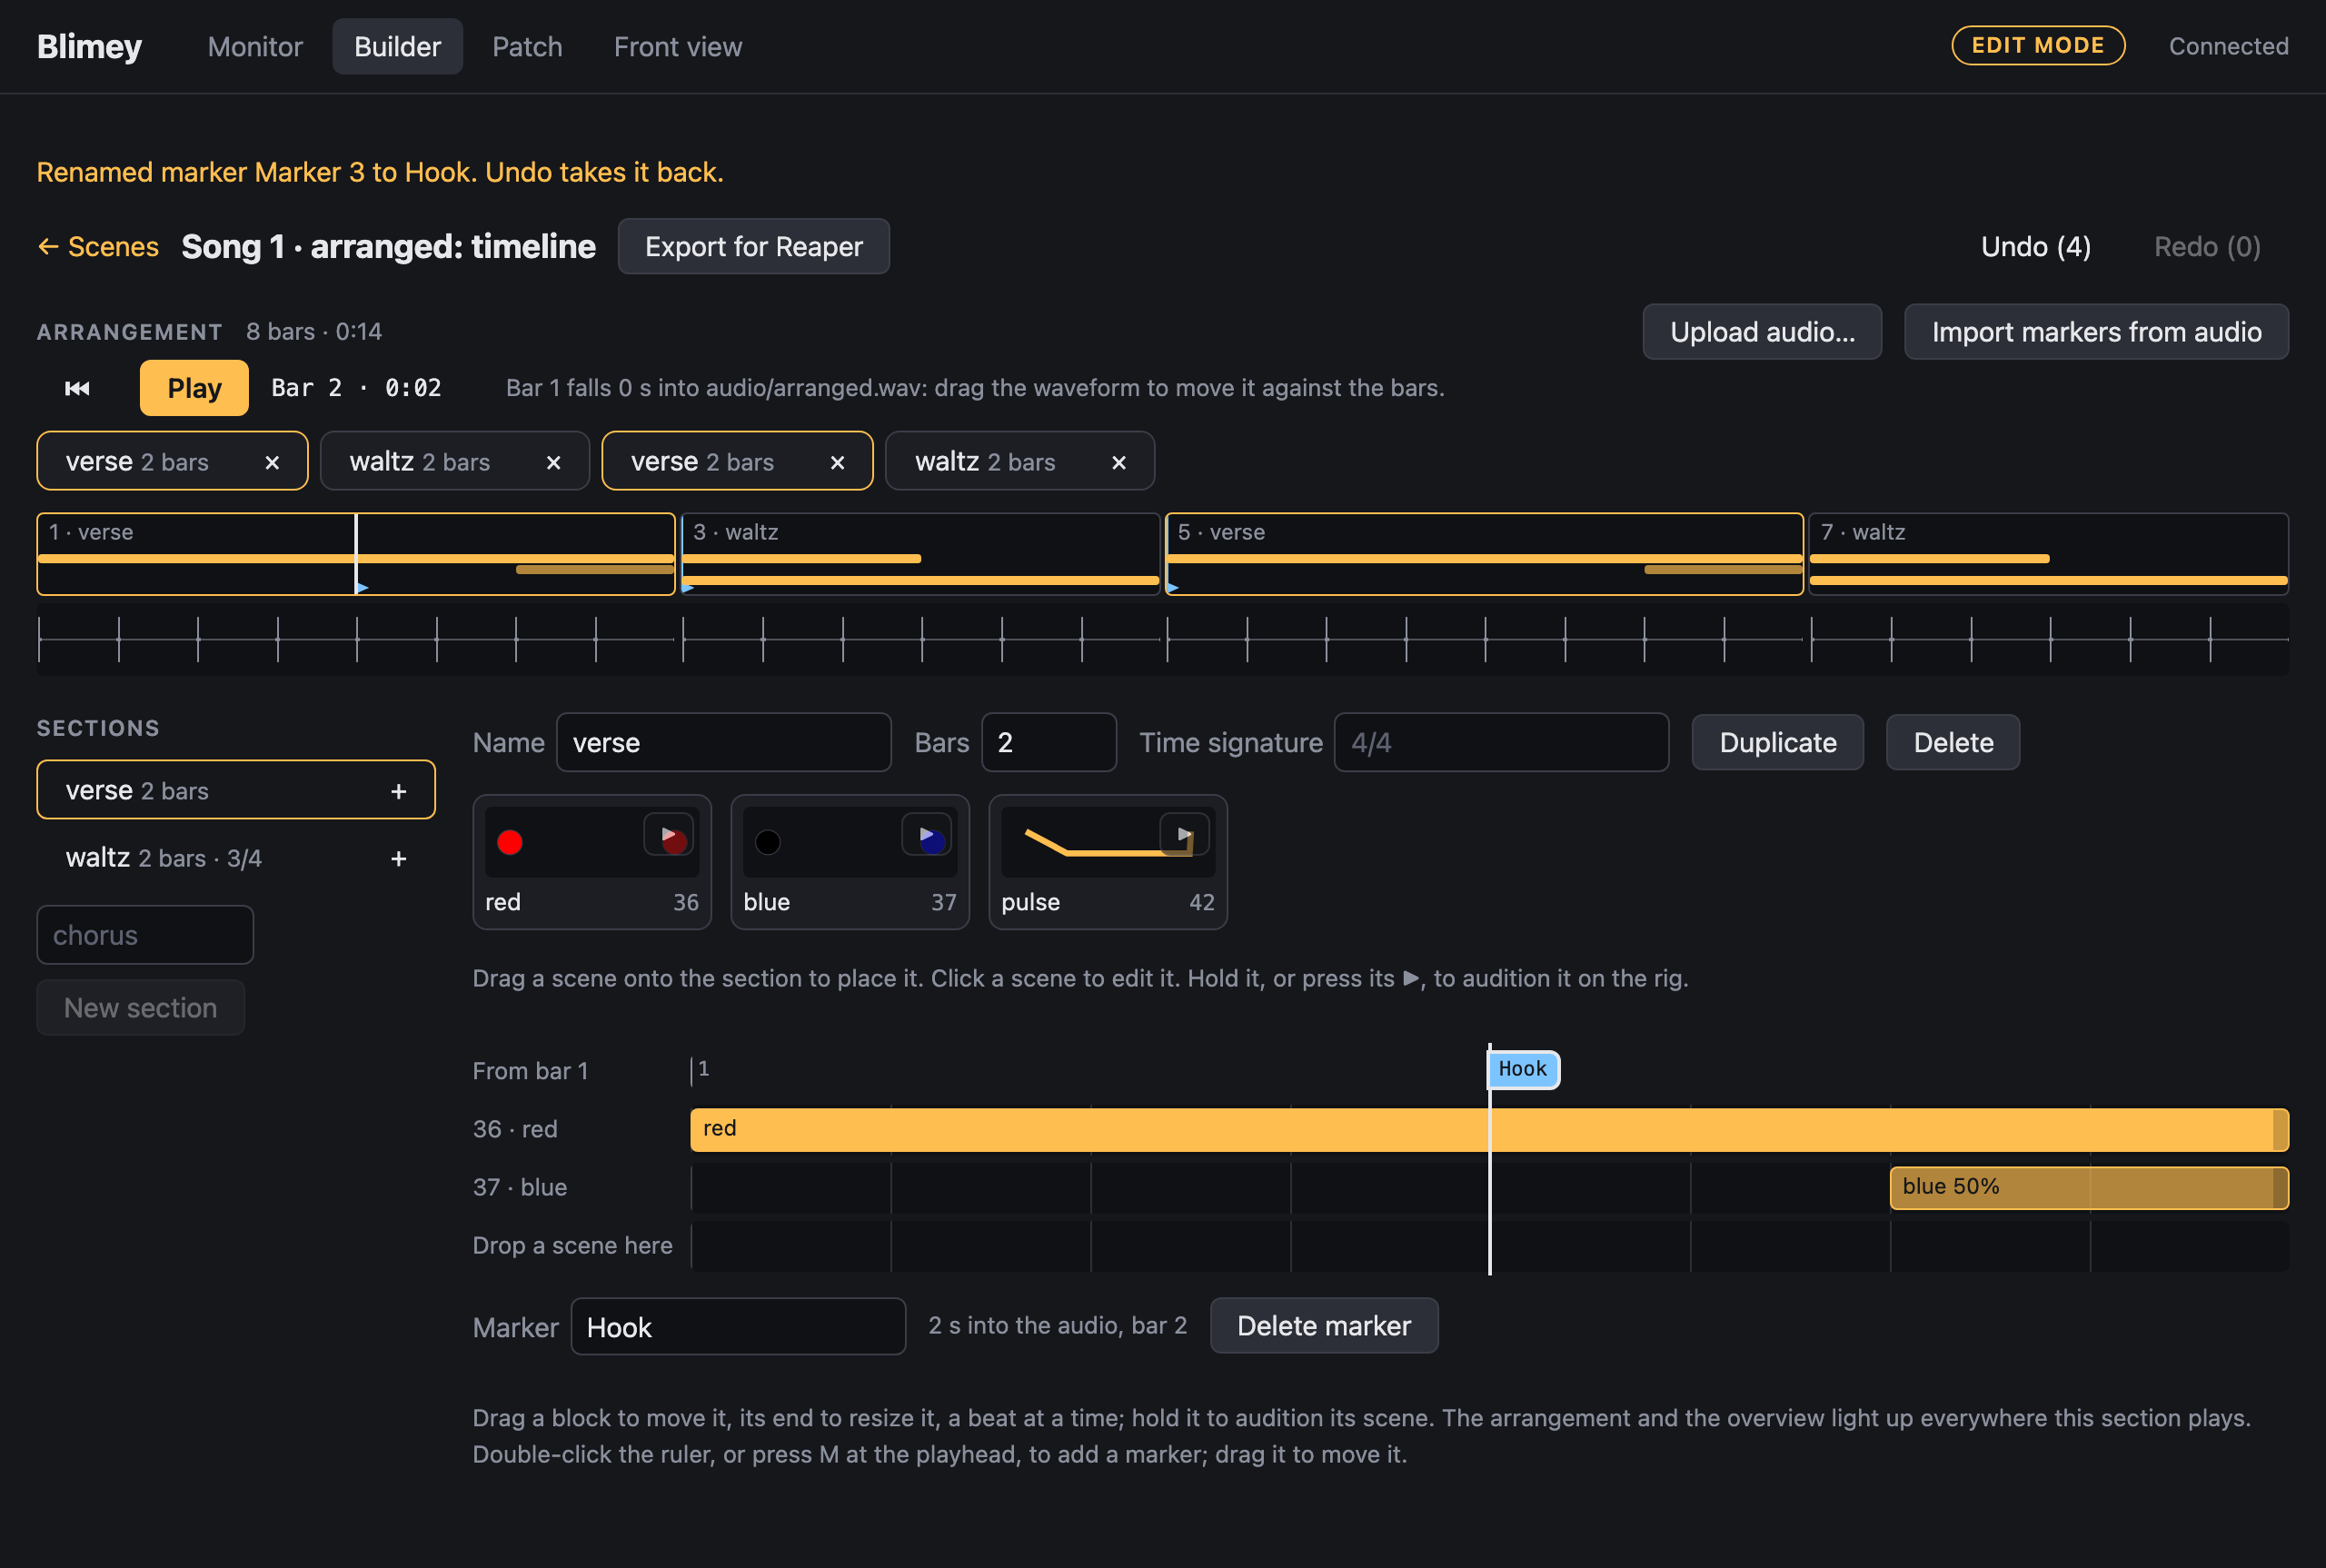 Blimey Monitor Builder Patch Front view EDIT MODE Connected
Renamed marker Marker 3 to Hook. Undo takes it back.
← Scenes Song 1 · arranged: timeline Export for Reaper Undo (4) Redo (0)
ARRANGEMENT 8 bars · 0:14 Upload audio... Import markers from audio
Play Bar 2 · 0:02 Bar 1 falls 0 s into audio/arranged.wav: drag the waveform to move it against the bars.
verse 2 bars × waltz 2 bars × verse 2 bars × waltz 2 bars ×
1 · verse 3 · waltz 5 · verse 7 · waltz
SECTIONS
Name verse Bars 2 Time signature 4/4 Duplicate Delete
verse 2 bars +
waltz 2 bars · 3/4 +
chorus
New section
red 36 blue 37 pulse 42
Drag a scene onto the section to place it. Click a scene to edit it. Hold it, or press its ▶, to audition it on the rig.
From bar 1 1 Hook
36 · red red
37 · blue blue 50%
Drop a scene here
Marker Hook 2 s into the audio, bar 2 Delete marker
Drag a block to move it, its end to resize it, a beat at a time; hold it to audition its scene. The arrangement and the overview light up everywhere this section plays.
Double-click the ruler, or press M at the playhead, to add a marker; drag it to move it.